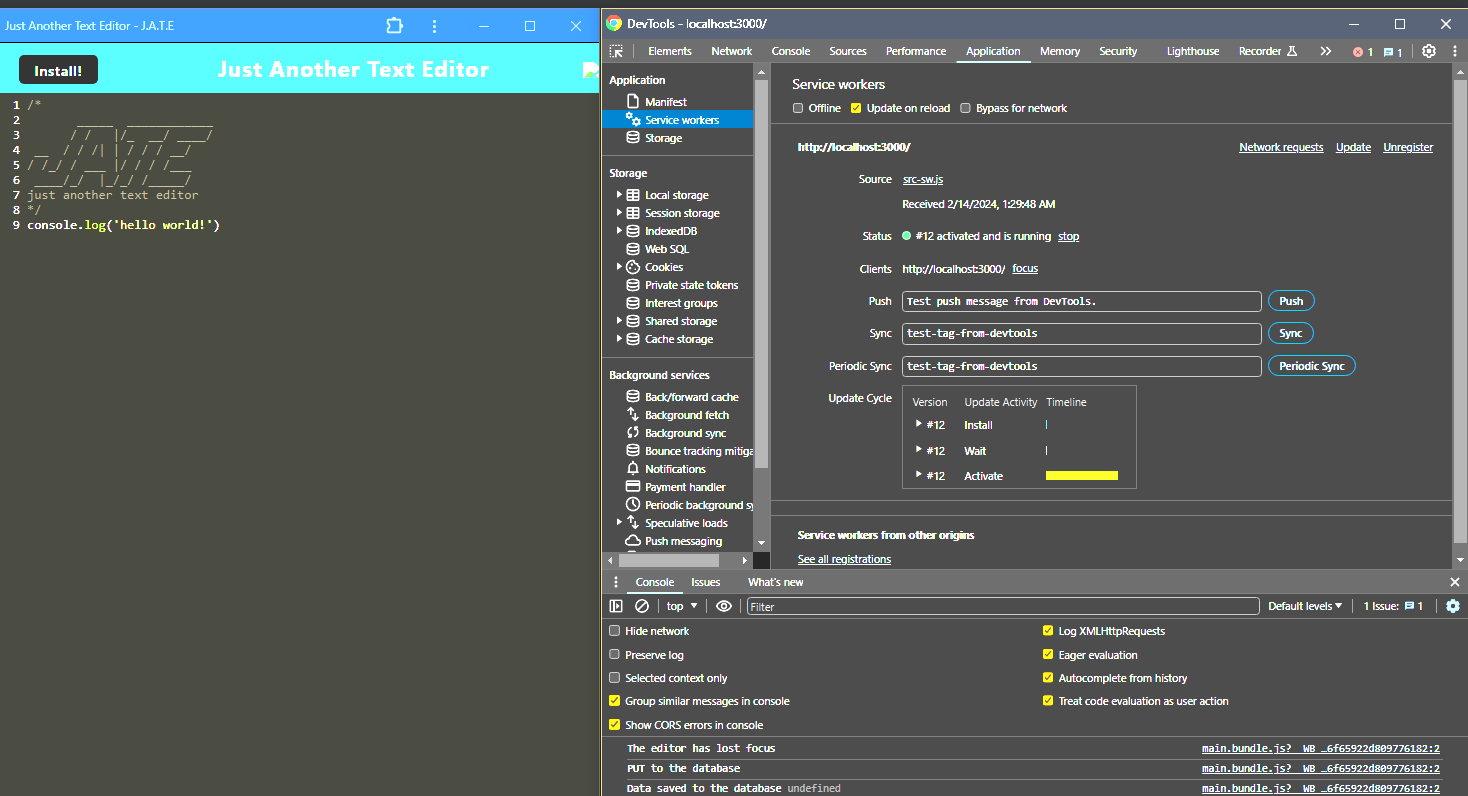 Just Another Text Editor - J.A.T.E
Install!
Just Another Text Editor
1 /*
2      _____  ____________
3     / /   |/_  __/ ____/
4  __  / / /| | / / / __/
5 / /_/ / ___ |/ / / /___
6  ____/_/  |_/_/ /_____/
7 just another text editor
8 */
9 console.log('hello world!')
DevTools - localhost:3000/
Elements Network Console Sources Performance Application Memory Security Lighthouse Recorder 1 1
Application
Manifest
Service workers
Storage
Storage
Local storage
Session storage
IndexedDB
Web SQL
Cookies
Private state tokens
Interest groups
Shared storage
Cache storage
Background services
Back/forward cache
Background fetch
Background sync
Bounce tracking mitiga
Notifications
Payment handler
Periodic background sy
Speculative loads
Push messaging
Service workers
Offline Update on reload Bypass for network
http://localhost:3000/ Network requests Update Unregister
Source src-sw.js
Received 2/14/2024, 1:29:48 AM
Status #12 activated and is running stop
Clients http://localhost:3000/ focus
Push Test push message from DevTools. Push
Sync test-tag-from-devtools Sync
Periodic Sync test-tag-from-devtools Periodic Sync
Update Cycle Version Update Activity Timeline
#12 Install
#12 Wait
#12 Activate
Service workers from other origins
See all registrations
Console Issues What's new
top Filter Default levels 1 Issue: 1
Hide network Log XMLHttpRequests
Preserve log Eager evaluation
Selected context only Autocomplete from history
Group similar messages in console Treat code evaluation as user action
Show CORS errors in console
The editor has lost focus main.bundle.js?__WB_…6f65922d809776182:2
PUT to the database main.bundle.js?__WB_…6f65922d809776182:2
Data saved to the database undefined main.bundle.js?__WB_…6f65922d809776182:2